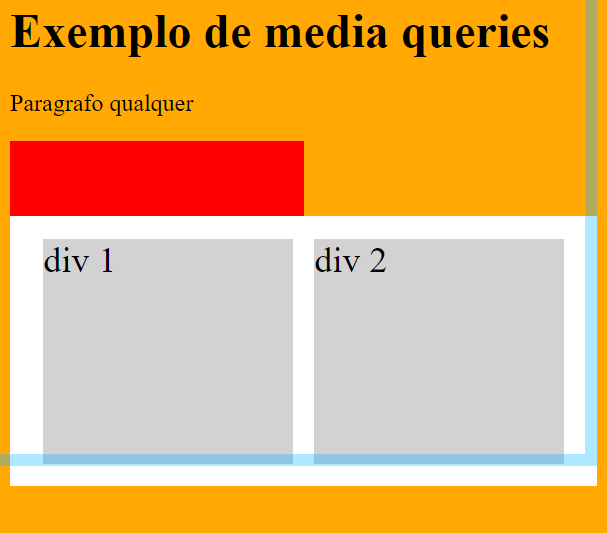 Exemplo de media queries
Paragrafo qualquer
div 1
div 2